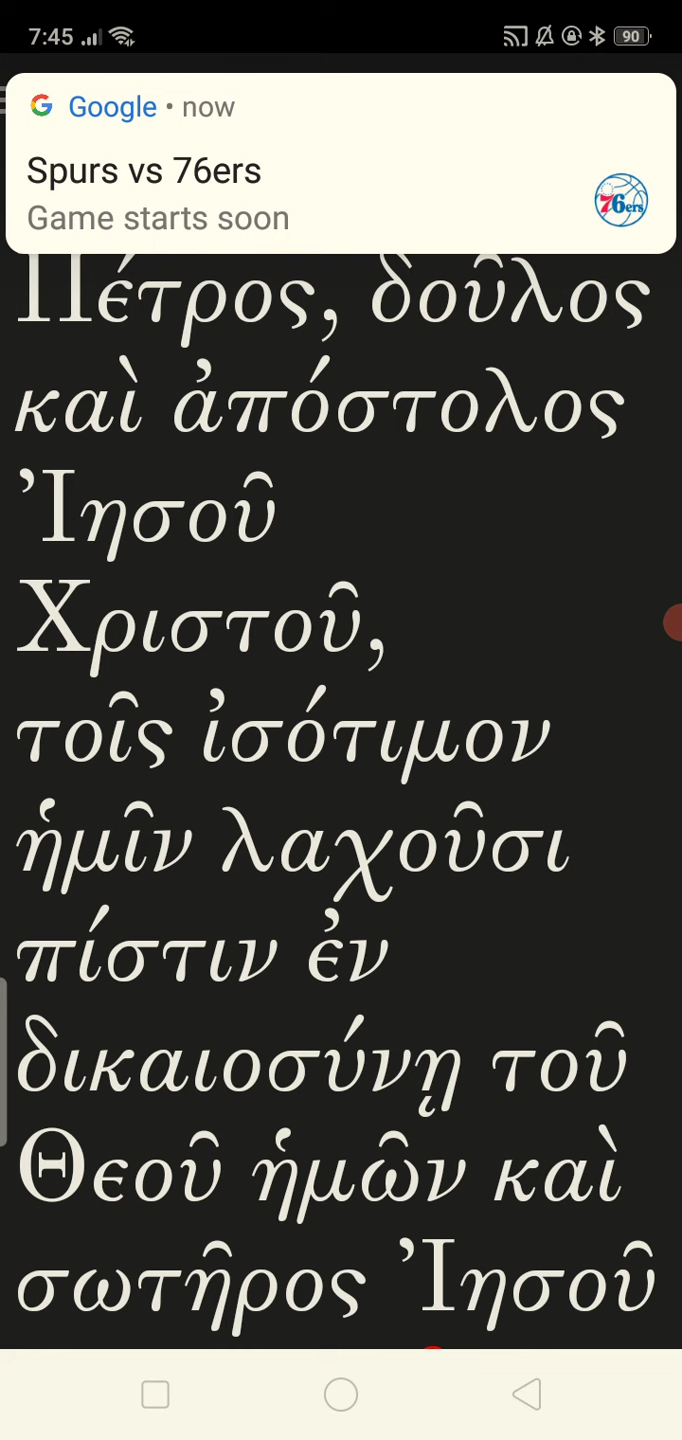 7:45
90
Google • now
Spurs vs 76ers
Game starts soon
76ers
Πέτρος, δοῦλος
καὶ ἀπόστολος
Ἰησοῦ
Χριστοῦ,
τοῖς ἰσότιμον
ἡμῖν λαχοῦσι
πίστιν ἐν
δικαιοσύνῃ τοῦ
Θεοῦ ἡμῶν καὶ
σωτῆρος Ἰησοῦ